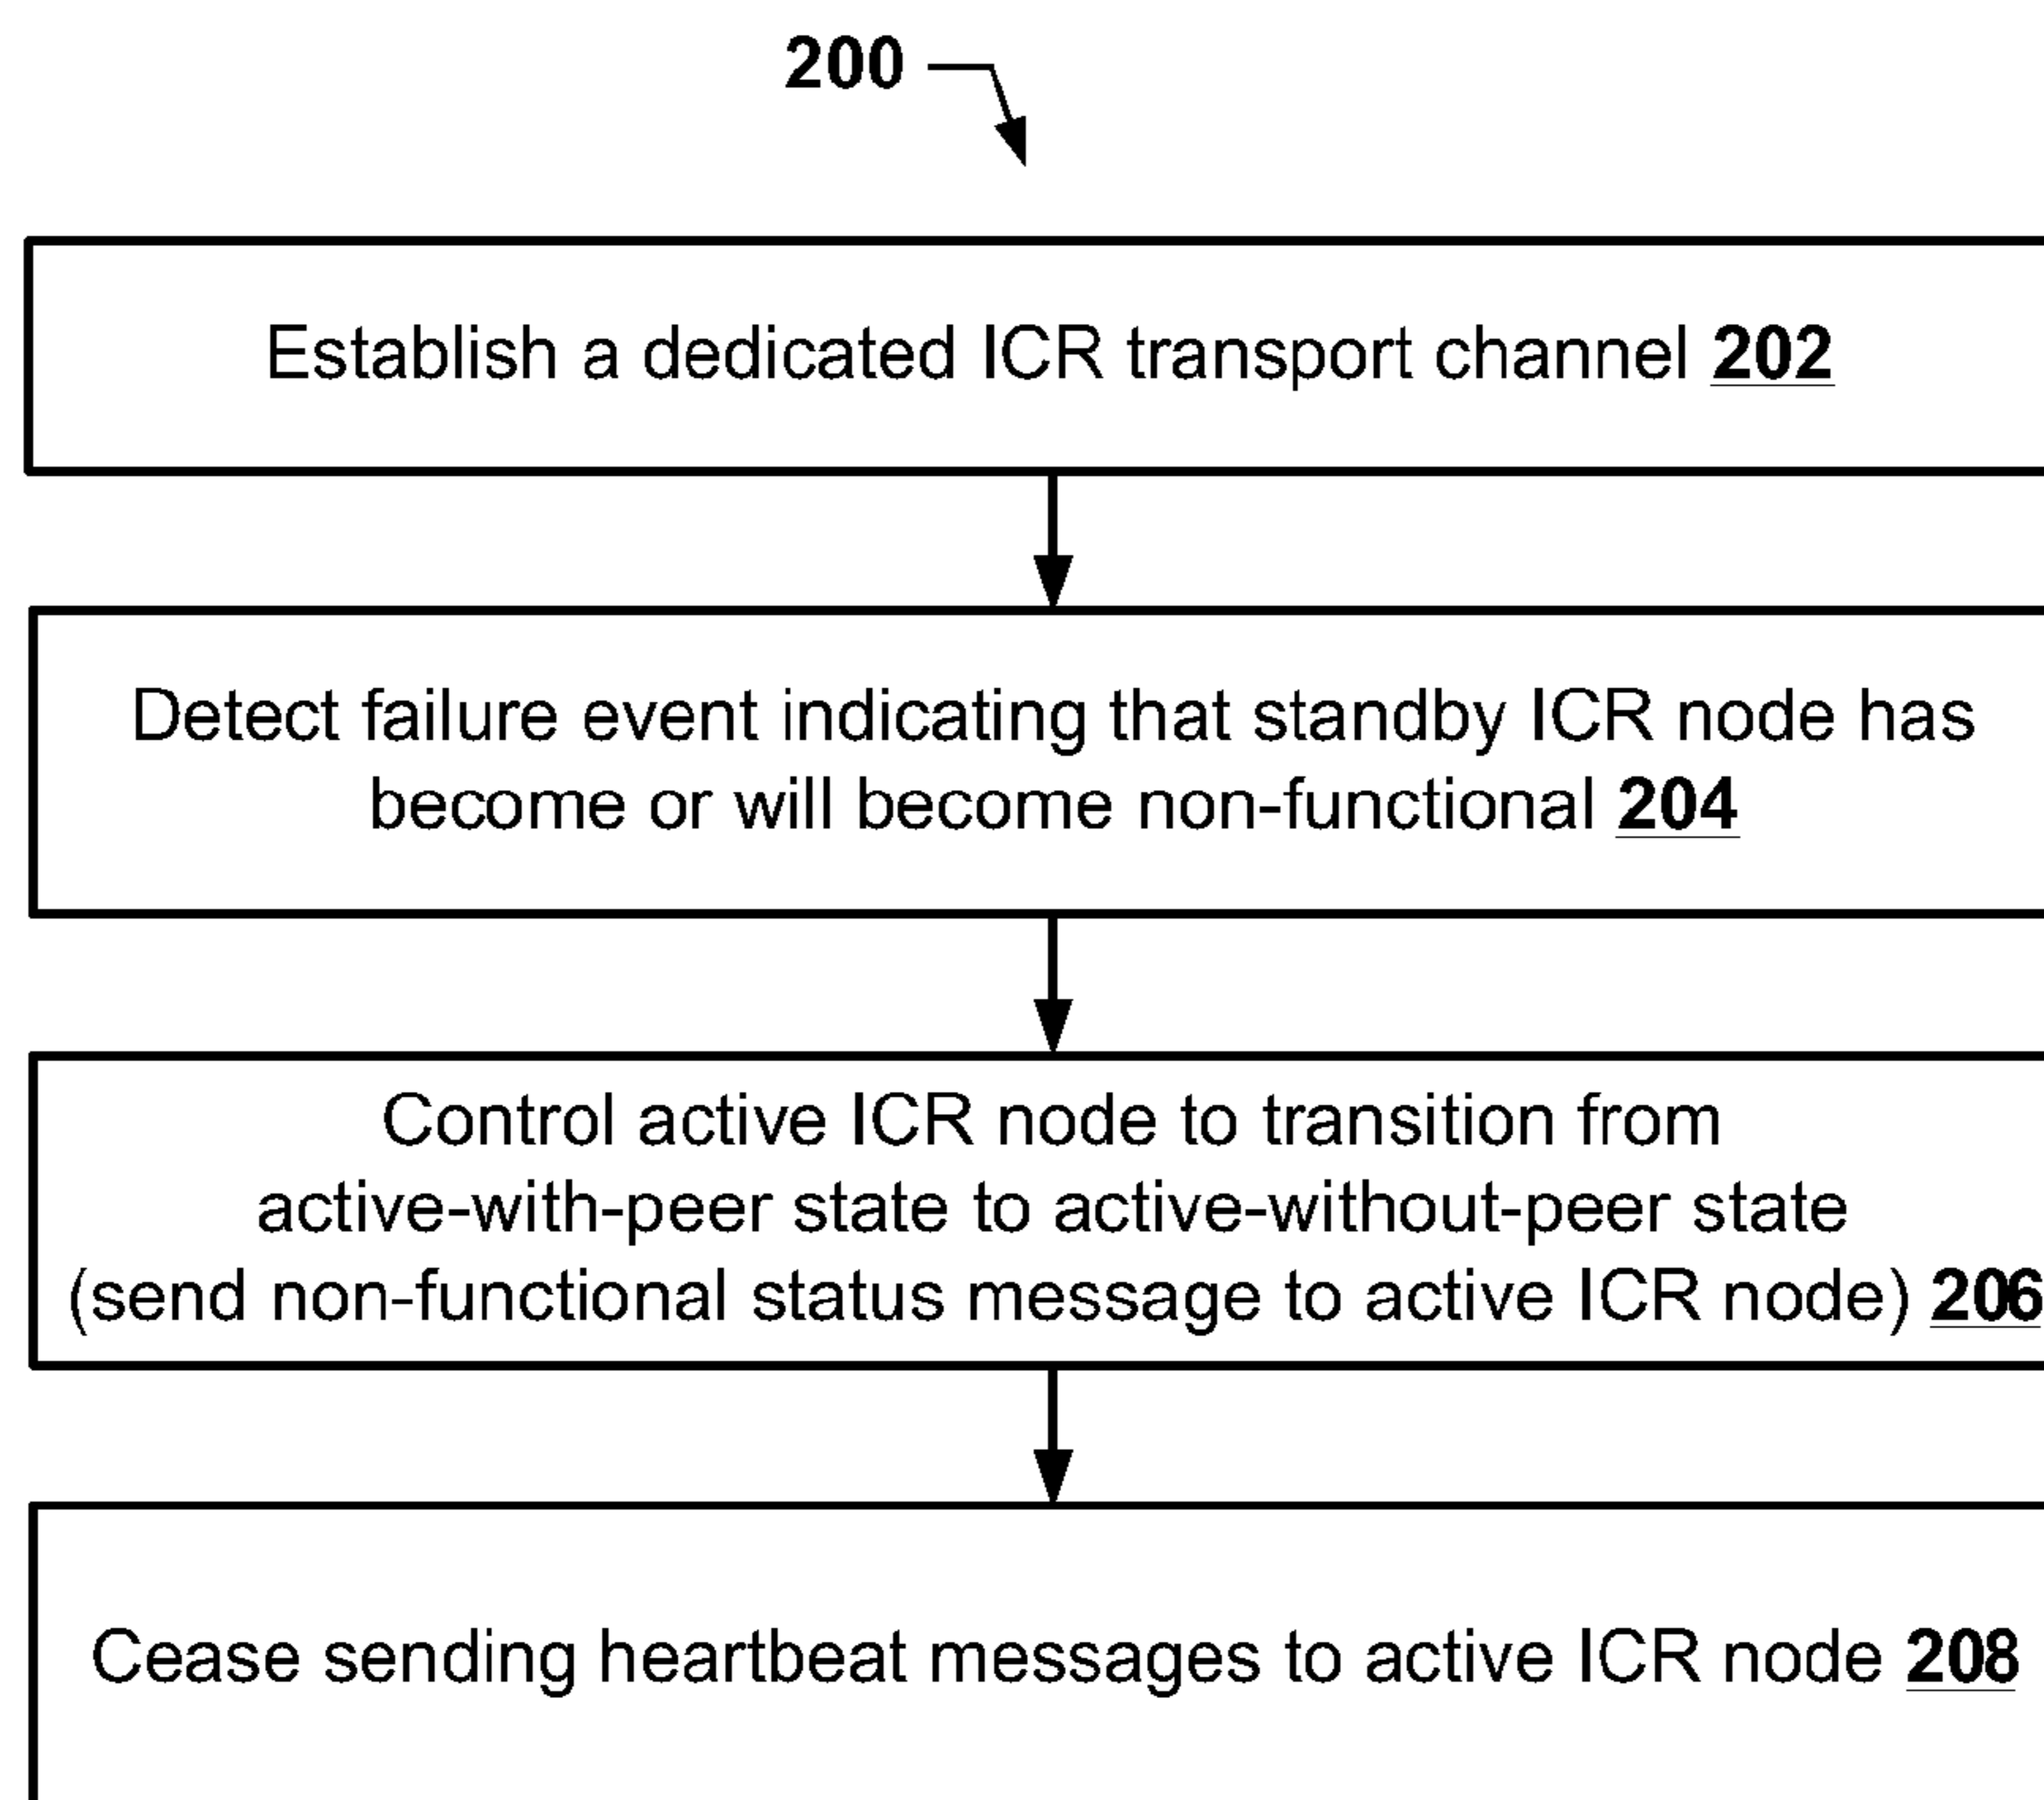 200
Establish a dedicated ICR transport channel 202
Detect failure event indicating that standby ICR node has
become or will become non-functional 204
Control active ICR node to transition from
active-with-peer state to active-without-peer state
(send non-functional status message to active ICR node) 206
Cease sending heartbeat messages to active ICR node 208